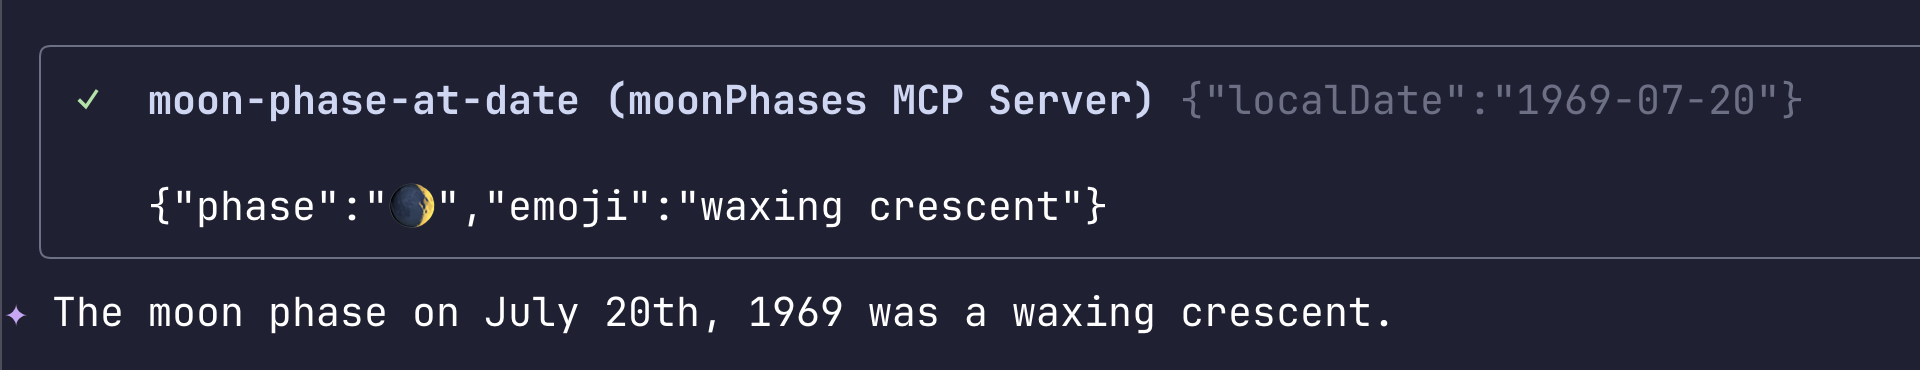 ✓ moon-phase-at-date (moonPhases MCP Server) {"localDate":"1969-07-20"}
{"phase":"🌒","emoji":"waxing crescent"}
✦ The moon phase on July 20th, 1969 was a waxing crescent.